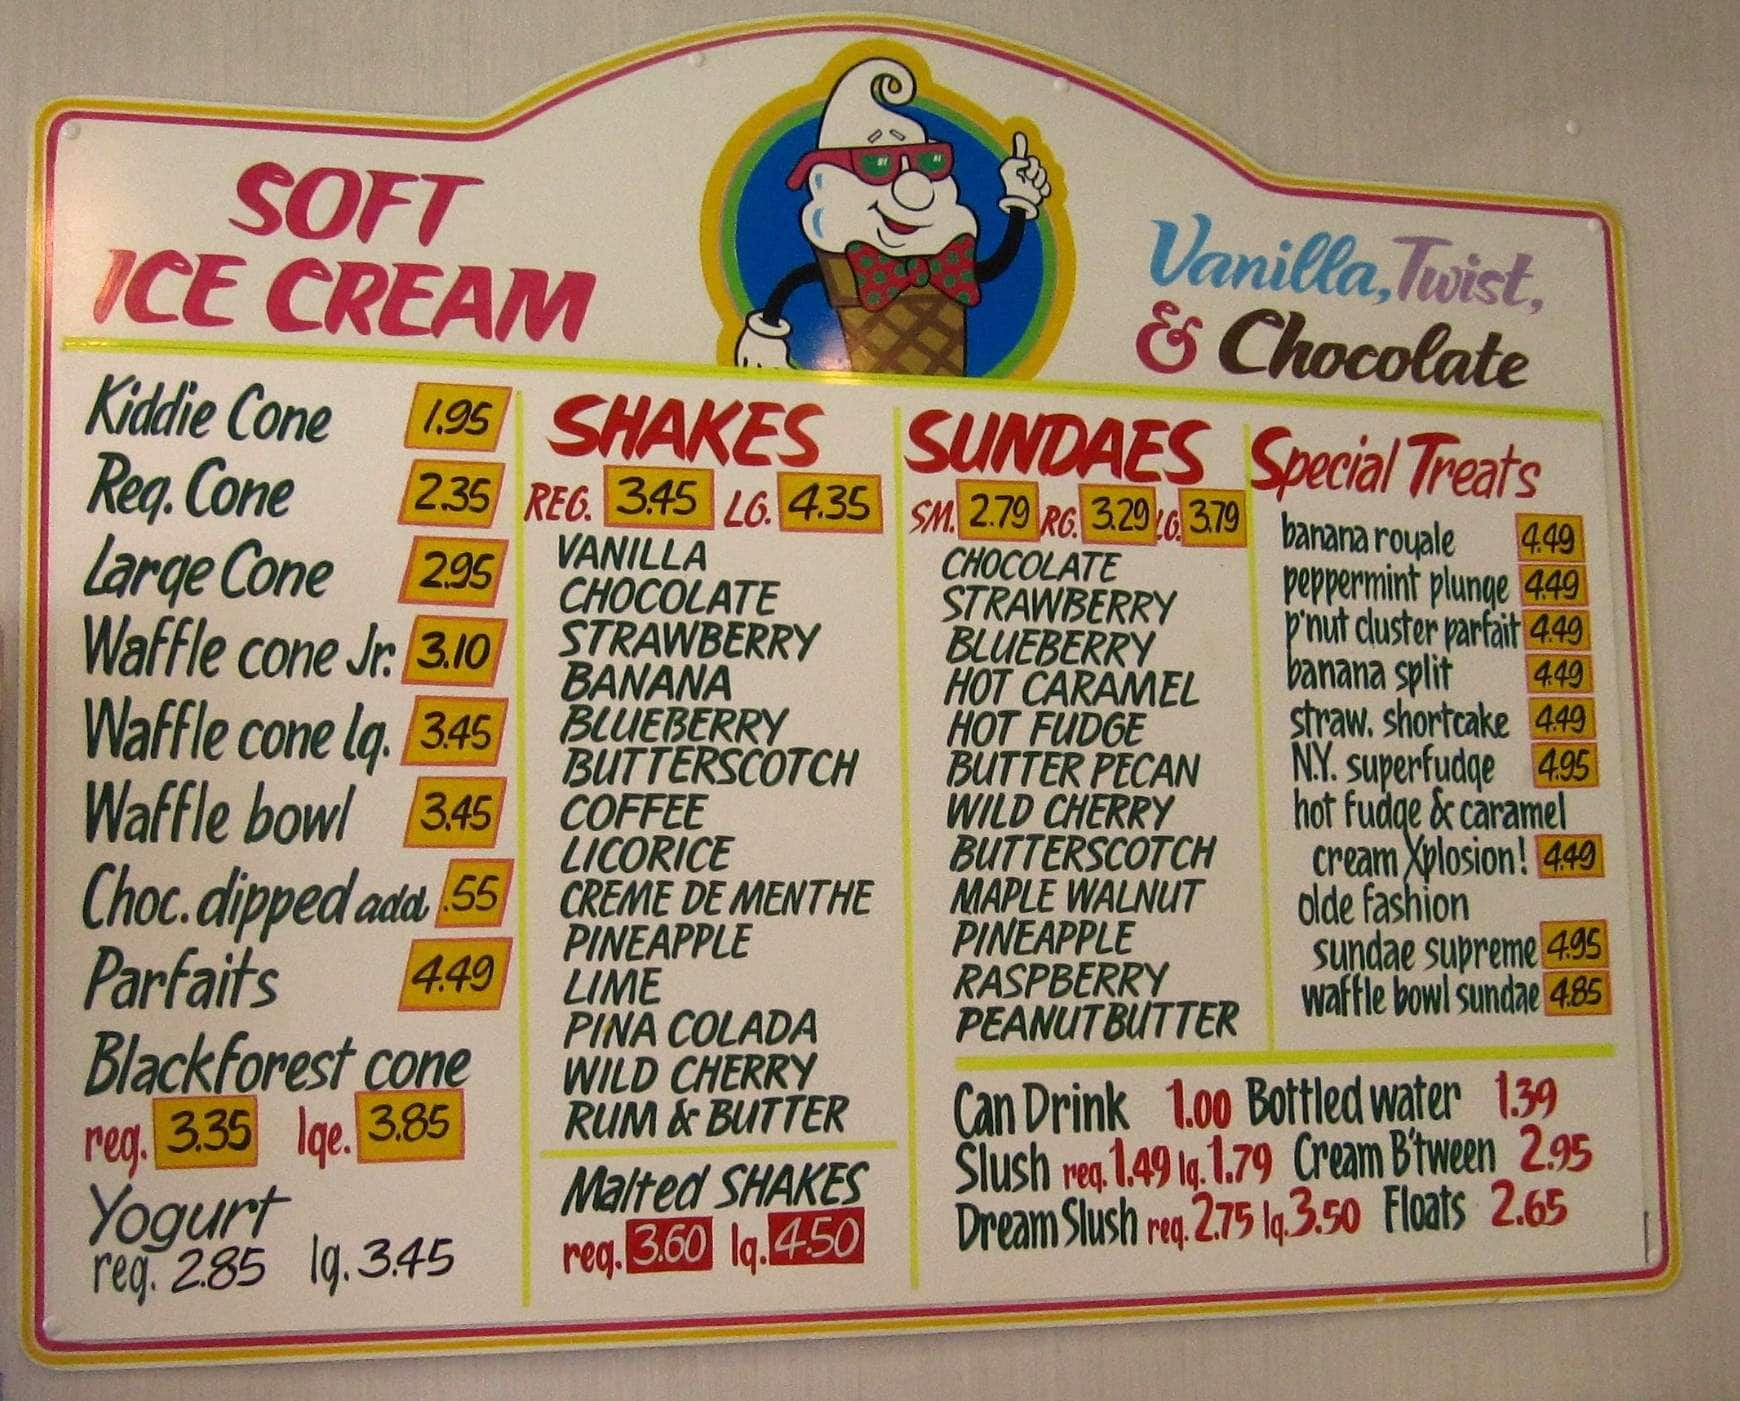 SOFT
ICE CREAM
Vanilla, Twist,
& Chocolate
Kiddie Cone 1.95
Reg. Cone 2.35
Large Cone 2.95
Waffle cone Jr. 3.10
Waffle cone lg. 3.45
Waffle bowl 3.45
Choc. dipped add .55
Parfaits 4.49
Blackforest cone
reg. 3.35 lge. 3.85
Yogurt
reg. 2.85 lg. 3.45
SHAKES
REG. 3.45 LG. 4.35
VANILLA
CHOCOLATE
STRAWBERRY
BANANA
BLUEBERRY
BUTTERSCOTCH
COFFEE
LICORICE
CREME DE MENTHE
PINEAPPLE
LIME
PINA COLADA
WILD CHERRY
RUM & BUTTER
Malted SHAKES
reg. 3.60 lg. 4.50
SUNDAES
SM. 2.79 RG. 3.29 LG. 3.79
CHOCOLATE
STRAWBERRY
BLUEBERRY
HOT CARAMEL
HOT FUDGE
BUTTER PECAN
WILD CHERRY
BUTTERSCOTCH
MAPLE WALNUT
PINEAPPLE
RASPBERRY
PEANUTBUTTER
Special Treats
banana royale 4.49
peppermint plunge 4.49
p'nut cluster parfait 4.49
banana split 4.49
straw. shortcake 4.49
N.Y. superfudge 4.95
hot fudge & caramel
cream Xplosion! 4.49
olde fashion
sundae supreme 4.95
waffle bowl sundae 4.85
Can Drink 1.00 Bottled water 1.39
Slush reg. 1.49 lg. 1.79 Cream B'tween 2.95
Dream Slush reg. 2.75 lg. 3.50 Floats 2.65